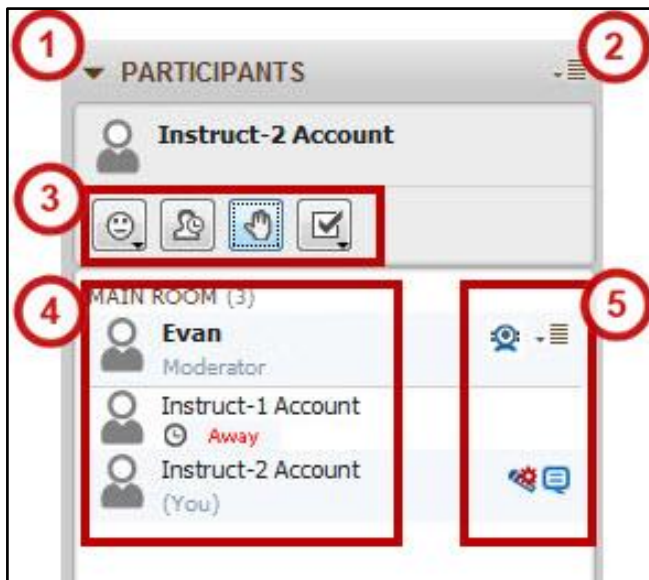 1
2
PARTICIPANTS
Instruct-2 Account
3
4
5
MAIN ROOM (3)
Evan
Moderator
Instruct-1 Account
Away
Instruct-2 Account
(You)